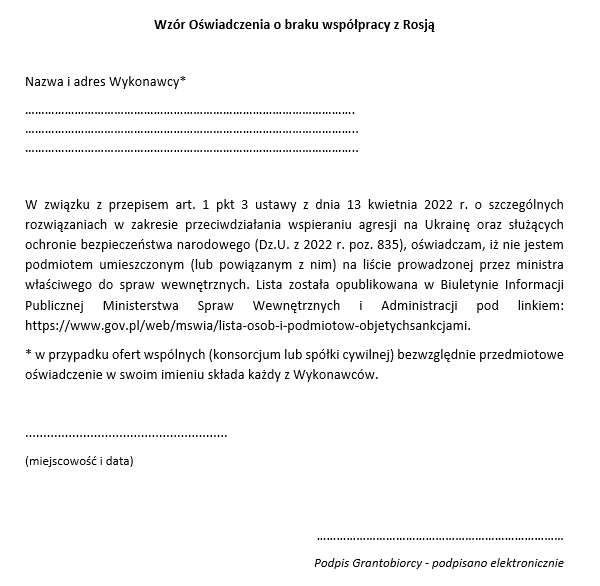 Wzór Oświadczenia o braku współpracy z Rosją
Nazwa i adres Wykonawcy*
……………………………………………………………………………………….
………………………………………………………………………………………..
………………………………………………………………………………………..
W związku z przepisem art. 1 pkt 3 ustawy z dnia 13 kwietnia 2022 r. o szczególnych
rozwiązaniach w zakresie przeciwdziałania wspieraniu agresji na Ukrainę oraz służących
ochronie bezpieczeństwa narodowego (Dz.U. z 2022 r. poz. 835), oświadczam, iż nie jestem
podmiotem umieszczonym (lub powiązanym z nim) na liście prowadzonej przez ministra
właściwego do spraw wewnętrznych. Lista została opublikowana w Biuletynie Informacji
Publicznej Ministerstwa Spraw Wewnętrznych i Administracji pod linkiem:
https://www.gov.pl/web/mswia/lista-osob-i-podmiotow-objetychsankcjami.
* w przypadku ofert wspólnych (konsorcjum lub spółki cywilnej) bezwzględnie przedmiotowe
oświadczenie w swoim imieniu składa każdy z Wykonawców.
........................................................
(miejscowość i data)
…………………………………………………………………
Podpis Grantobiorcy - podpisano elektronicznie